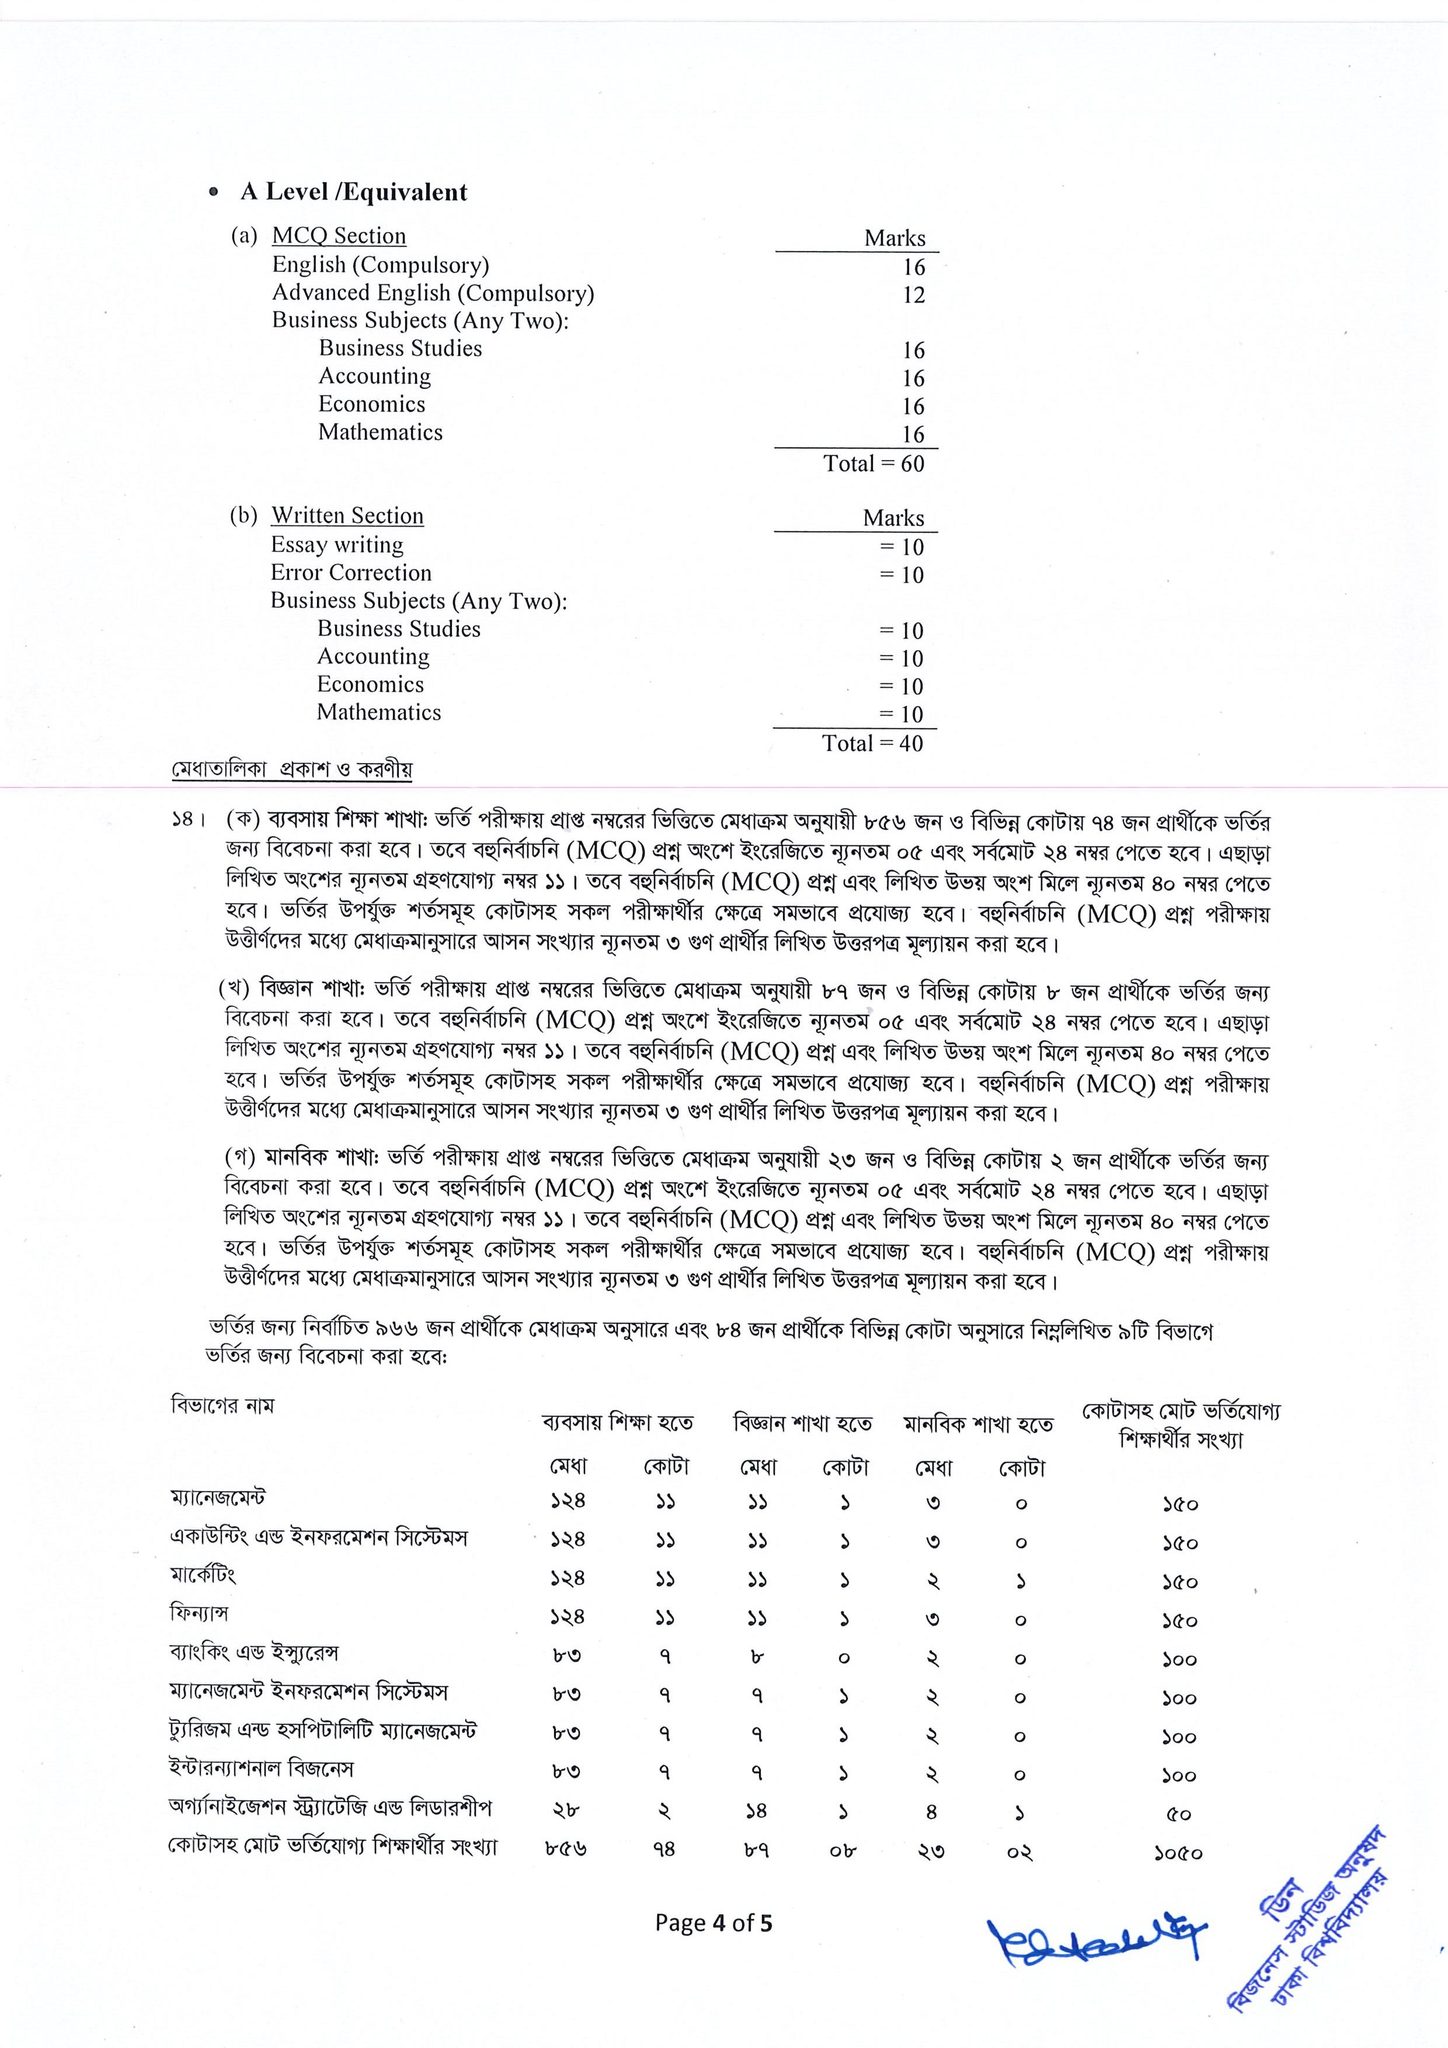 • A Level /Equivalent
(a) MCQ Section Marks
English (Compulsory) 16
Advanced English (Compulsory) 12
Business Subjects (Any Two):
Business Studies 16
Accounting 16
Economics 16
Mathematics 16
Total = 60
(b) Written Section Marks
Essay writing = 10
Error Correction = 10
Business Subjects (Any Two):
Business Studies = 10
Accounting = 10
Economics = 10
Mathematics = 10
Total = 40
মেধাতালিকা প্রকাশ ও করণীয়
১৪। (ক) ব্যবসায় শিক্ষা শাখা: ভর্তি পরীক্ষায় প্রাপ্ত নম্বরের ভিত্তিতে মেধাক্রম অনুযায়ী ৮৫৬ জন ও বিভিন্ন কোটায় ৭৪ জন প্রার্থীকে ভর্তির
জন্য বিবেচনা করা হবে। তবে বহুনির্বাচনি (MCQ) প্রশ্ন অংশে ইংরেজিতে ন্যূনতম ০৫ এবং সর্বমোট ২৪ নম্বর পেতে হবে। এছাড়া
লিখিত অংশের ন্যূনতম গ্রহণযোগ্য নম্বর ১১। তবে বহুনির্বাচনি (MCQ) প্রশ্ন এবং লিখিত উভয় অংশ মিলে ন্যূনতম ৪০ নম্বর পেতে
হবে। ভর্তির উপর্যুক্ত শর্তসমূহ কোটাসহ সকল পরীক্ষার্থীর ক্ষেত্রে সমভাবে প্রযোজ্য হবে। বহুনির্বাচনি (MCQ) প্রশ্ন পরীক্ষায়
উত্তীর্ণদের মধ্যে মেধাক্রমানুসারে আসন সংখ্যার ন্যূনতম ৩ গুণ প্রার্থীর লিখিত উত্তরপত্র মূল্যায়ন করা হবে।
(খ) বিজ্ঞান শাখা: ভর্তি পরীক্ষায় প্রাপ্ত নম্বরের ভিত্তিতে মেধাক্রম অনুযায়ী ৮৭ জন ও বিভিন্ন কোটায় ৮ জন প্রার্থীকে ভর্তির জন্য
বিবেচনা করা হবে। তবে বহুনির্বাচনি (MCQ) প্রশ্ন অংশে ইংরেজিতে ন্যূনতম ০৫ এবং সর্বমোট ২৪ নম্বর পেতে হবে। এছাড়া
লিখিত অংশের ন্যূনতম গ্রহণযোগ্য নম্বর ১১। তবে বহুনির্বাচনি (MCQ) প্রশ্ন এবং লিখিত উভয় অংশ মিলে ন্যূনতম ৪০ নম্বর পেতে
হবে। ভর্তির উপর্যুক্ত শর্তসমূহ কোটাসহ সকল পরীক্ষার্থীর ক্ষেত্রে সমভাবে প্রযোজ্য হবে। বহুনির্বাচনি (MCQ) প্রশ্ন পরীক্ষায়
উত্তীর্ণদের মধ্যে মেধাক্রমানুসারে আসন সংখ্যার ন্যূনতম ৩ গুণ প্রার্থীর লিখিত উত্তরপত্র মূল্যায়ন করা হবে।
(গ) মানবিক শাখা: ভর্তি পরীক্ষায় প্রাপ্ত নম্বরের ভিত্তিতে মেধাক্রম অনুযায়ী ২৩ জন ও বিভিন্ন কোটায় ২ জন প্রার্থীকে ভর্তির জন্য
বিবেচনা করা হবে। তবে বহুনির্বাচনি (MCQ) প্রশ্ন অংশে ইংরেজিতে ন্যূনতম ০৫ এবং সর্বমোট ২৪ নম্বর পেতে হবে। এছাড়া
লিখিত অংশের ন্যূনতম গ্রহণযোগ্য নম্বর ১১। তবে বহুনির্বাচনি (MCQ) প্রশ্ন এবং লিখিত উভয় অংশ মিলে ন্যূনতম ৪০ নম্বর পেতে
হবে। ভর্তির উপর্যুক্ত শর্তসমূহ কোটাসহ সকল পরীক্ষার্থীর ক্ষেত্রে সমভাবে প্রযোজ্য হবে। বহুনির্বাচনি (MCQ) প্রশ্ন পরীক্ষায়
উত্তীর্ণদের মধ্যে মেধাক্রমানুসারে আসন সংখ্যার ন্যূনতম ৩ গুণ প্রার্থীর লিখিত উত্তরপত্র মূল্যায়ন করা হবে।
ভর্তির জন্য নির্বাচিত ৯৬৬ জন প্রার্থীকে মেধাক্রম অনুসারে এবং ৮৪ জন প্রার্থীকে বিভিন্ন কোটা অনুসারে নিম্নলিখিত ৯টি বিভাগে
ভর্তির জন্য বিবেচনা করা হবে:
বিভাগের নাম ব্যবসায় শিক্ষা হতে বিজ্ঞান শাখা হতে মানবিক শাখা হতে কোটাসহ মোট ভর্তিযোগ্য
শিক্ষার্থীর সংখ্যা
মেধা কোটা মেধা কোটা মেধা কোটা
ম্যানেজমেন্ট ১২৪ ১১ ১১ ১ ৩ ০ ১৫০
একাউন্টিং এন্ড ইনফরমেশন সিস্টেমস ১২৪ ১১ ১১ ১ ৩ ০ ১৫০
মার্কেটিং ১২৪ ১১ ১১ ১ ২ ১ ১৫০
ফিন্যান্স ১২৪ ১১ ১১ ১ ৩ ০ ১৫০
ব্যাংকিং এন্ড ইন্স্যুরেন্স ৮৩ ৭ ৮ ০ ২ ০ ১০০
ম্যানেজমেন্ট ইনফরমেশন সিস্টেমস ৮৩ ৭ ৭ ১ ২ ০ ১০০
ট্যুরিজম এন্ড হসপিটালিটি ম্যানেজমেন্ট ৮৩ ৭ ৭ ১ ২ ০ ১০০
ইন্টারন্যাশনাল বিজনেস ৮৩ ৭ ৭ ১ ২ ০ ১০০
অর্গ্যানাইজেশন স্ট্র্যাটেজি এন্ড লিডারশীপ ২৮ ২ ১৪ ১ ৪ ১ ৫০
কোটাসহ মোট ভর্তিযোগ্য শিক্ষার্থীর সংখ্যা ৮৫৬ ৭৪ ৮৭ ০৮ ২৩ ০২ ১০৫০
Page 4 of 5
ডিন
বিজনেস স্টাডিজ অনুষদ
ঢাকা বিশ্ববিদ্যালয়